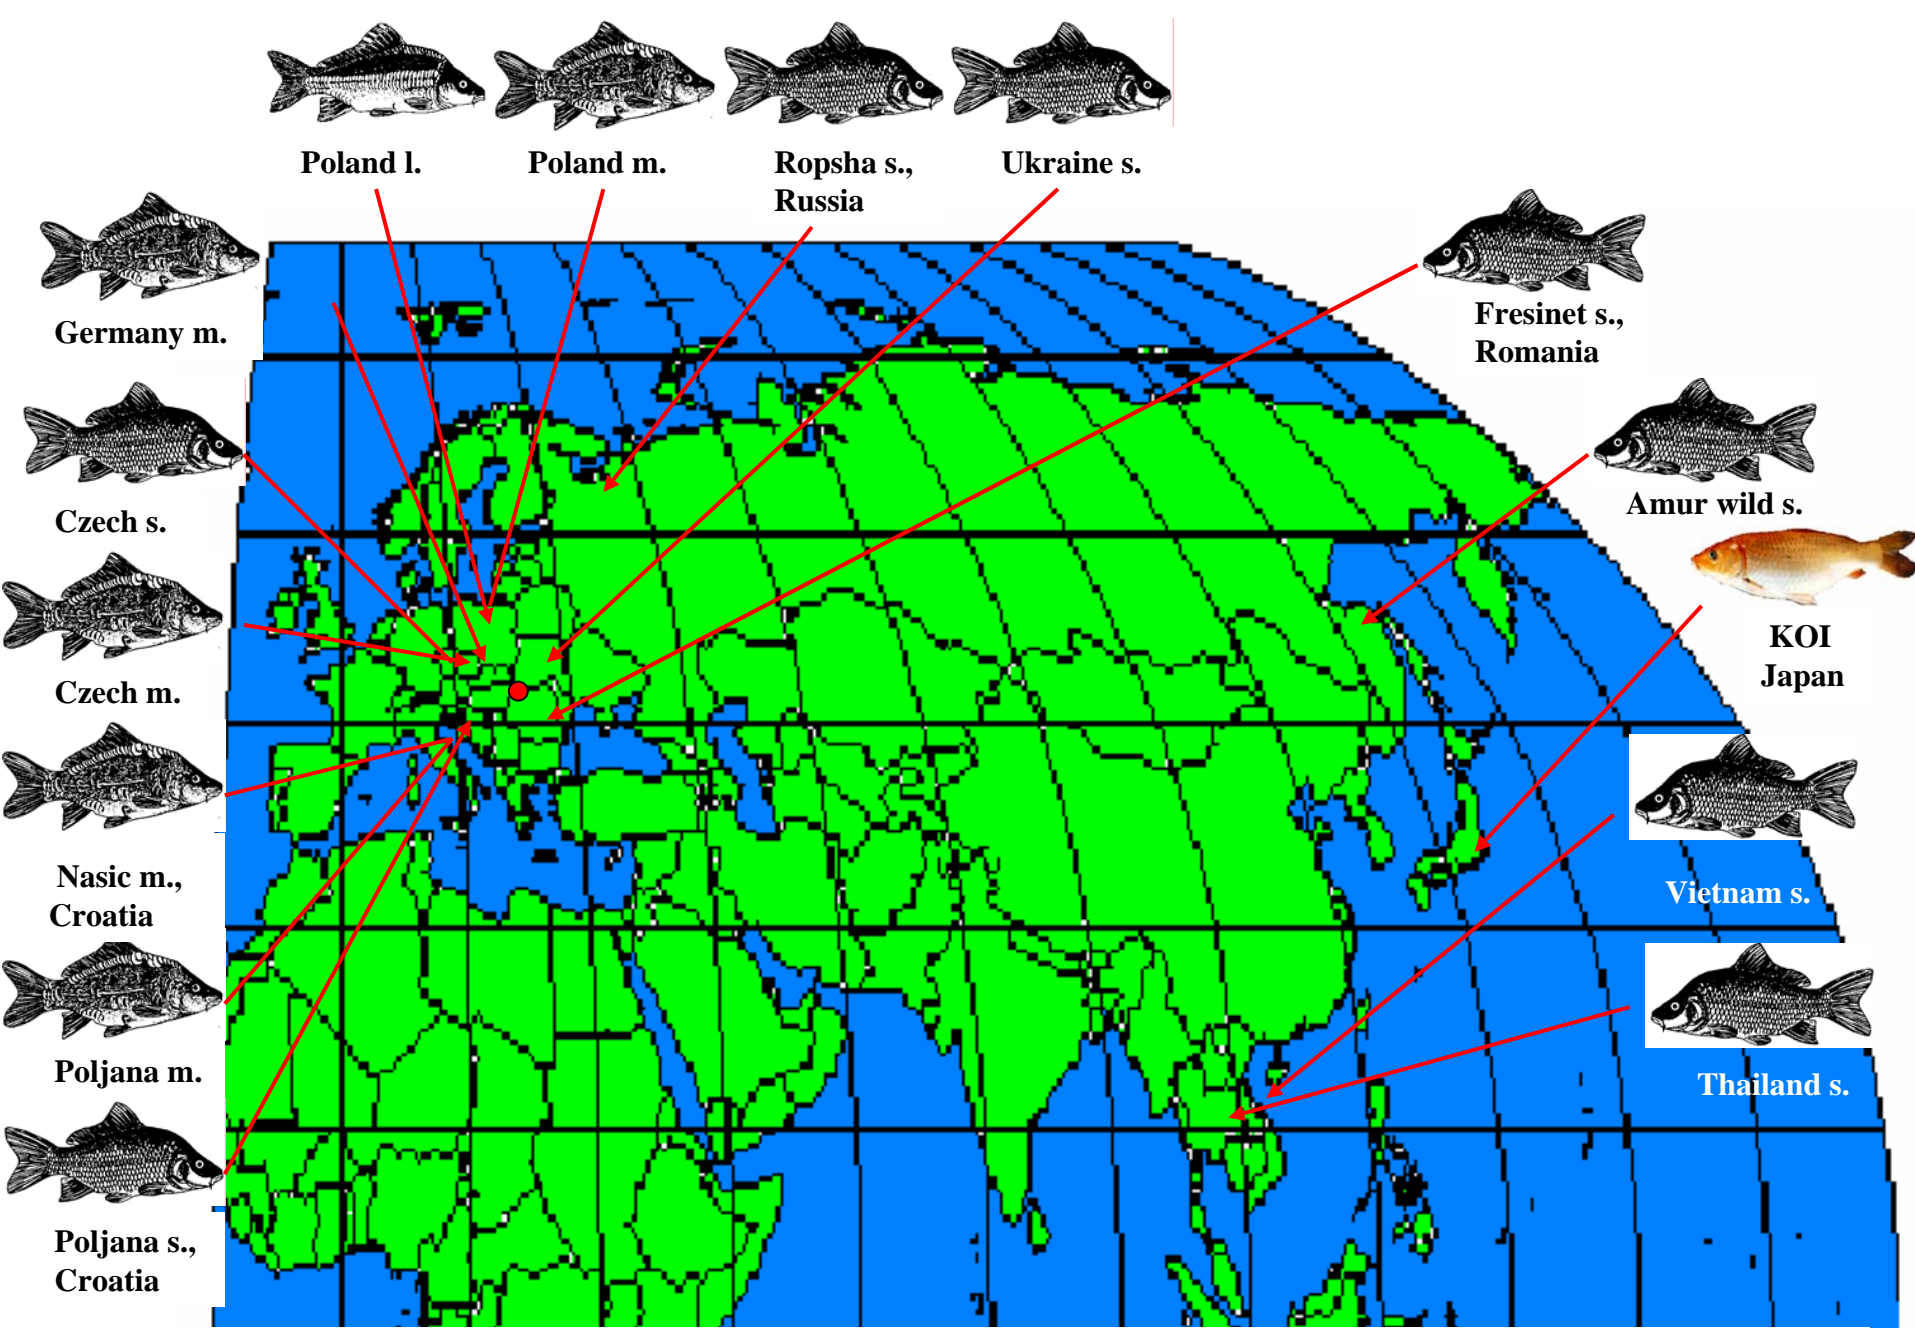 Poland l.
Poland m.
Ropsha s.,
Russia
Ukraine s.
Germany m.
Fresinet s.,
Romania
Czech s.
Amur wild s.
Czech m.
KOI
Japan
Nasic m.,
Croatia
Vietnam s.
Poljana m.
Thailand s.
Poljana s.,
Croatia